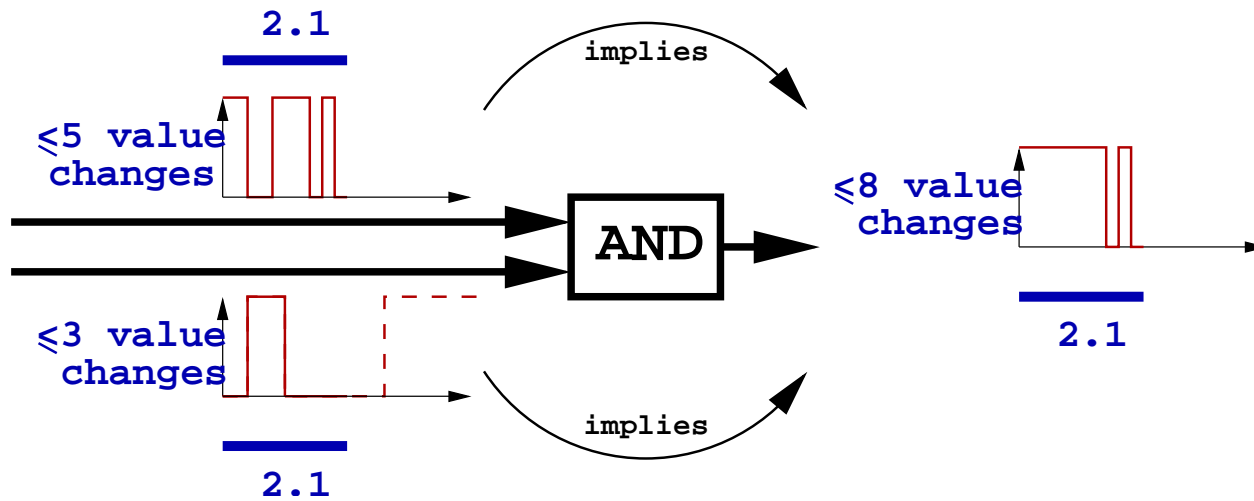 2.1
implies
⩽5 value
changes
AND
⩽8 value
changes
⩽3 value
changes
2.1
implies
2.1